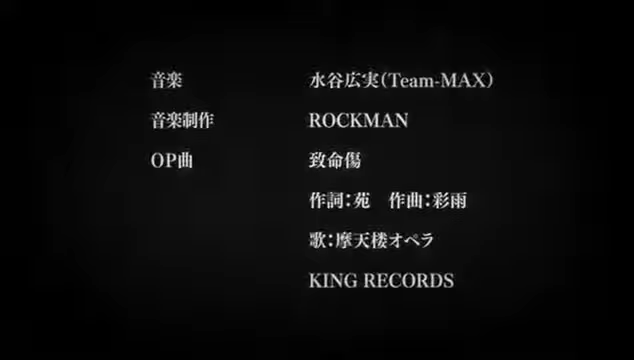 音楽 水谷広実(Team-MAX)
音楽制作 ROCKMAN
OP曲 致命傷
作詞:苑 作曲:彩雨
歌:摩天楼オペラ
KING RECORDS